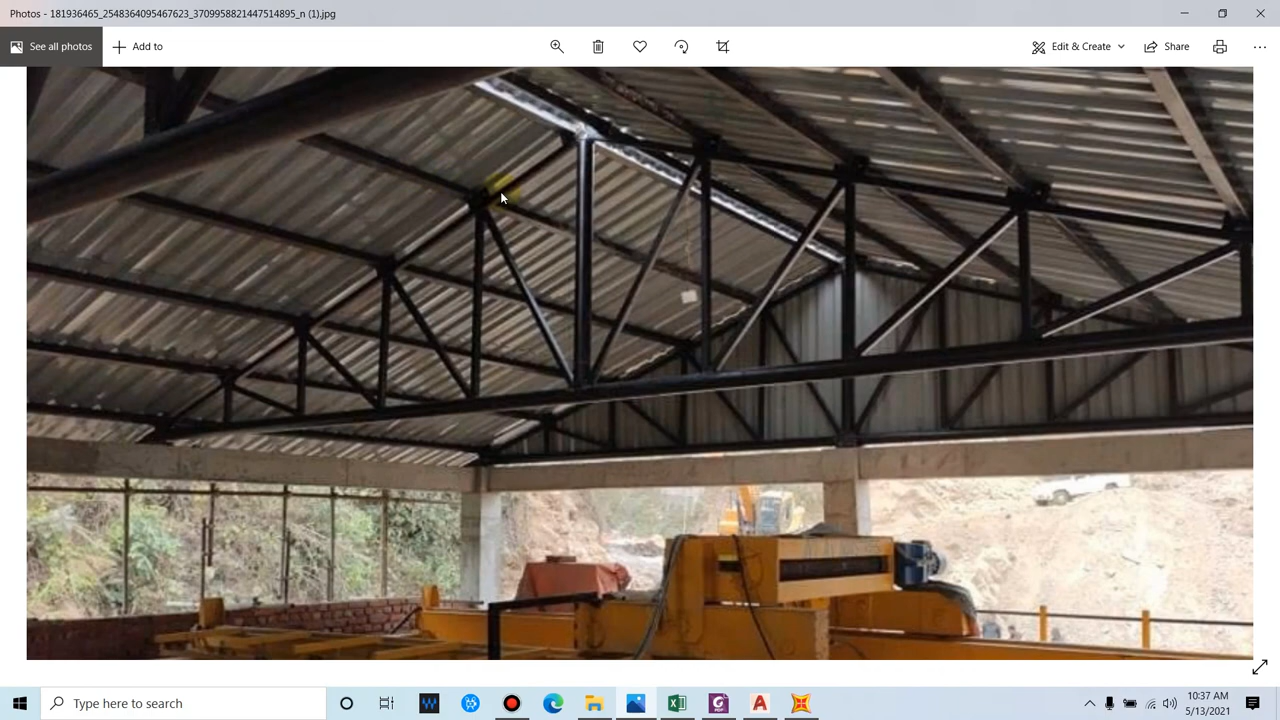 Photos - 181936465_2548364095467623_3709958821447514895_n (1).jpg
See all photos
Add to
Edit & Create
Share
Type here to search
10:37 AM
5/13/2021